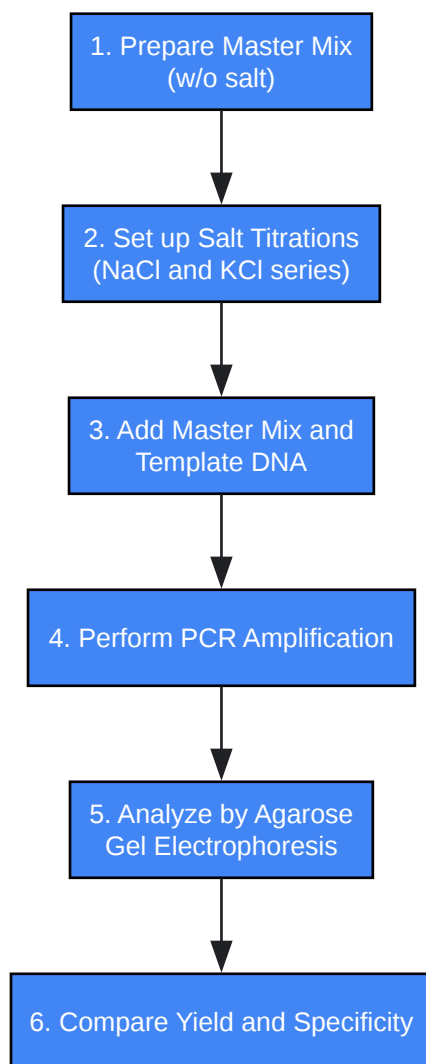 1. Prepare Master Mix
(w/o salt)
2. Set up Salt Titrations
(NaCl and KCl series)
3. Add Master Mix and
Template DNA
4. Perform PCR Amplification
5. Analyze by Agarose
Gel Electrophoresis
6. Compare Yield and Specificity